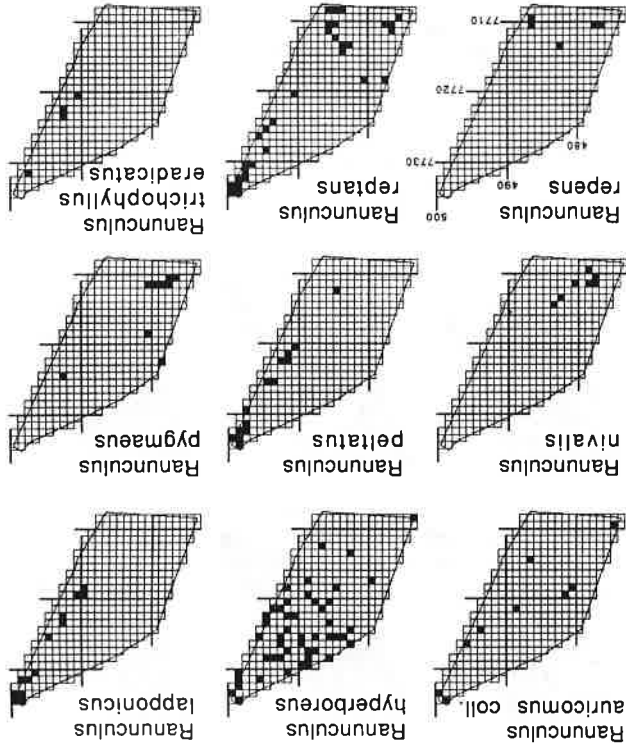 Ranunculus
auricomus
coll.
Ranunculus
hyperboreus
Ranunculus
lapponicus
Ranunculus
nivalis
Ranunculus
peltatus
Ranunculus
pygmaeus
Ranunculus
repens
500
7730
490
480
7720
7710
Ranunculus
reptans
Ranunculus
trichophyllus
eradicatus